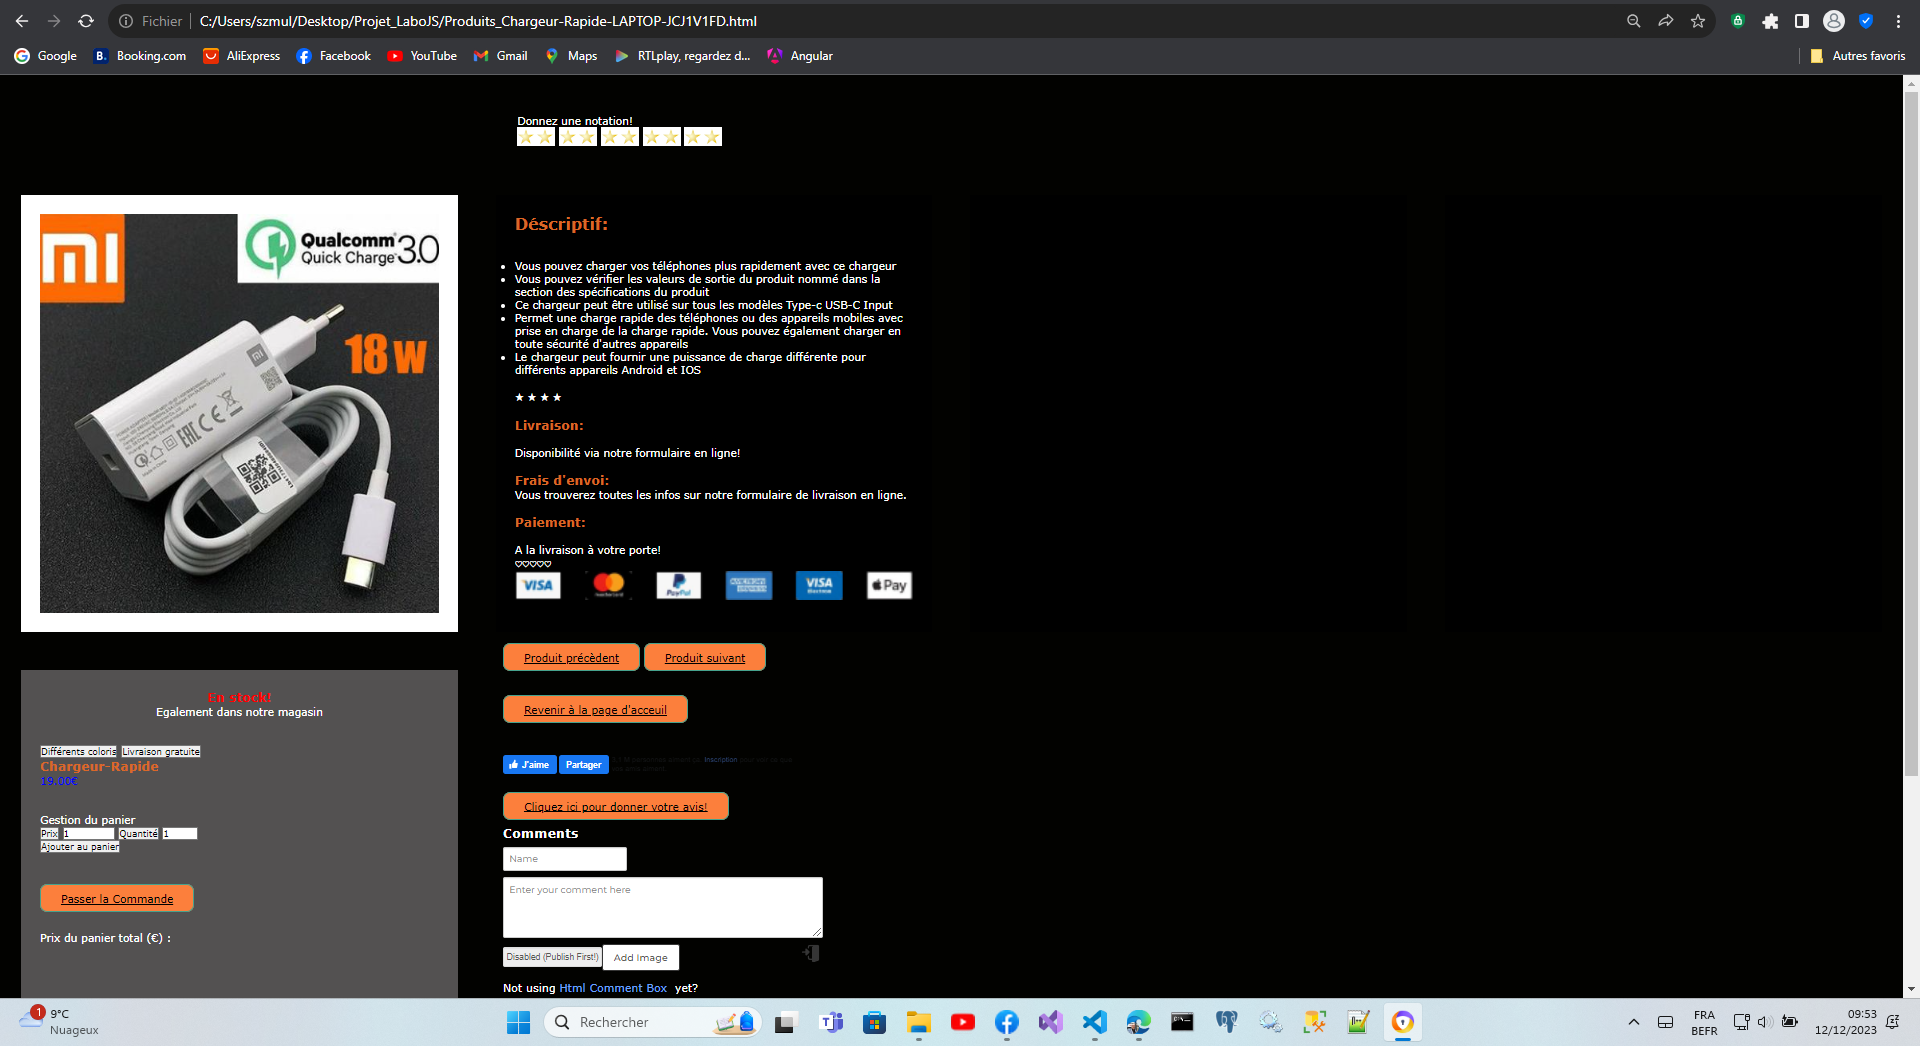 Fichier C:/Users/szmul/Desktop/Projet_LaboJS/Produits_Chargeur-Rapide-LAPTOP-JCJ1V1FD.html
Google Booking.com AliExpress Facebook YouTube Gmail Maps RTLplay, regardez d... Angular Autres favoris
Donnez une notation!
mi Qualcomm Quick Charge 3.0
18W
Déscriptif:
Vous pouvez charger vos téléphones plus rapidement avec ce chargeur
Vous pouvez vérifier les valeurs de sortie du produit nommé dans la
section des spécifications du produit
Ce chargeur peut être utilisé sur tous les modèles Type-c USB-C Input
Permet une charge rapide des téléphones ou des appareils mobiles avec
prise en charge de la charge rapide. Vous pouvez également charger en
toute sécurité d'autres appareils
Le chargeur peut fournir une puissance de charge différente pour
différents appareils Android et IOS
★ ★ ★ ★
Livraison:
Disponibilité via notre formulaire en ligne!
Frais d'envoi:
Vous trouverez toutes les infos sur notre formulaire de livraison en ligne.
Paiement:
A la livraison à votre porte!
♡♡♡♡♡
VISA mastercard PayPal AMERICAN EXPRESS VISA Pay
Produit précèdent Produit suivant
Revenir à la page d'acceuil
J'aime Partager Inscription
Cliquez ici pour donner votre avis!
Comments
Name
Enter your comment here
Disabled (Publish First!) Add Image
Not using Html Comment Box yet?
En stock!
Egalement dans notre magasin
Différents coloris Livraison gratuite
Chargeur-Rapide
19.00€
Gestion du panier
Prix 1 Quantité 1
Ajouter au panier
Passer la Commande
Prix du panier total (€) :
1 9°C
Nuageux
Rechercher
FRA
BEFR
09:53
12/12/2023